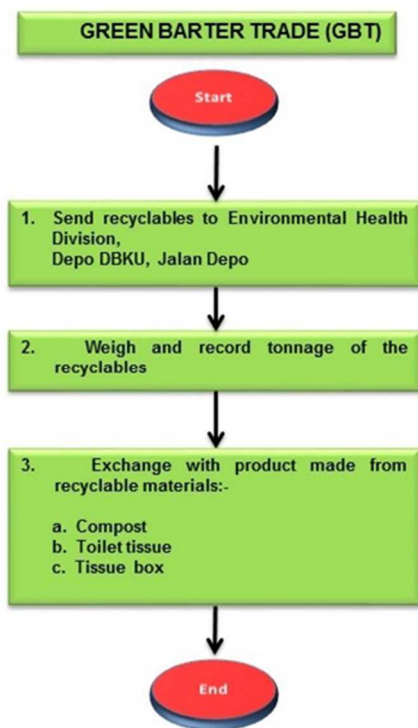 GREEN BARTER TRADE (GBT)
Start
1. Send recyclables to Environmental Health
Division,
Depo DBKU, Jalan Depo
2. Weigh and record tonnage of the
recyclables
3. Exchange with product made from
recyclable materials:-
a. Compost
b. Toilet tissue
c. Tissue box
End